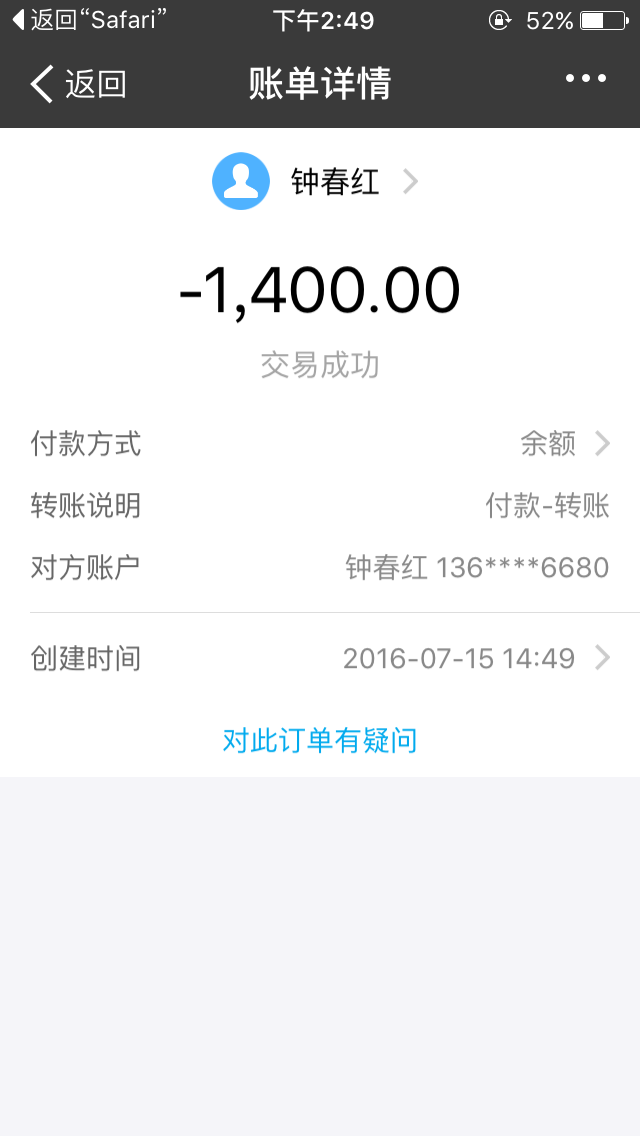 返回“Safari” 下午2:49 52%
返回 账单详情
钟春红
-1,400.00
交易成功
付款方式 余额
转账说明 付款-转账
对方账户 钟春红 136****6680
创建时间 2016-07-15 14:49
对此订单有疑问